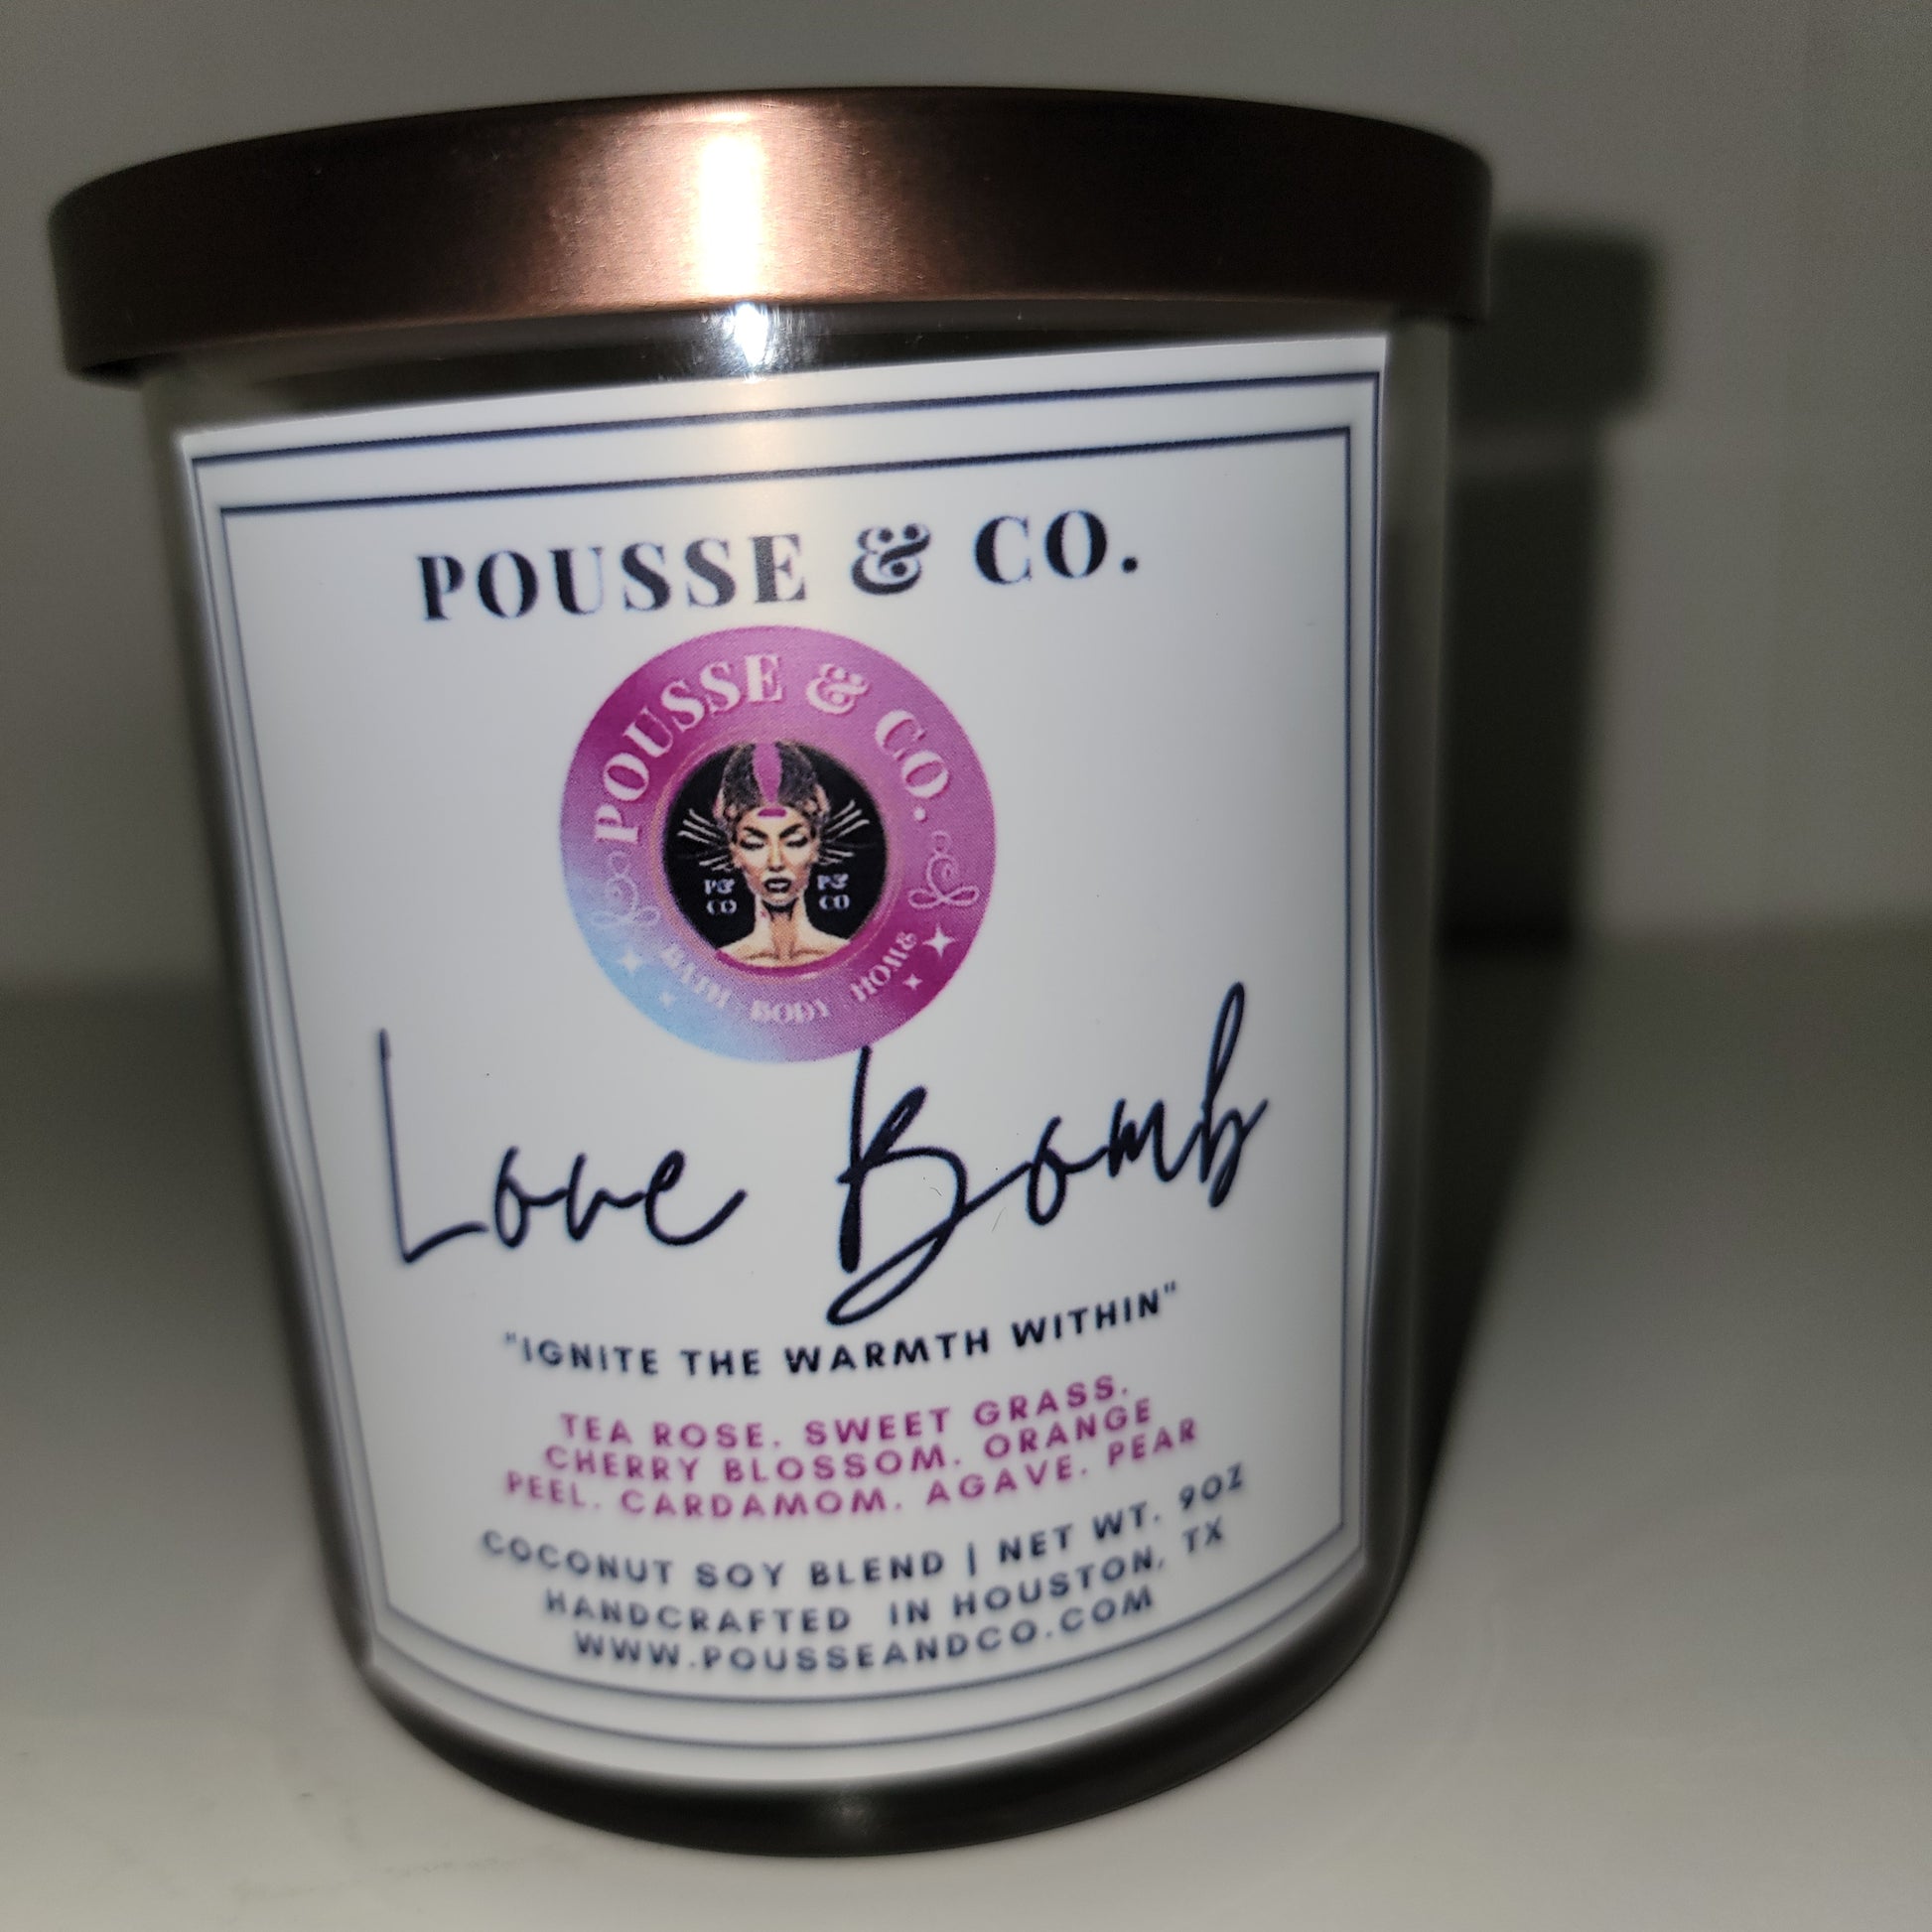 POUSSE & CO.
POUSSE & CO.
P& CO
P& CO
BATH BODY HOME
Love Bomb
"IGNITE THE WARMTH WITHIN"
TEA ROSE. SWEET GRASS.
CHERRY BLOSSOM. ORANGE
PEEL. CARDAMOM. AGAVE. PEAR
COCONUT SOY BLEND | NET WT. 9OZ
HANDCRAFTED IN HOUSTON, TX
WWW.POUSSEANDCO.COM